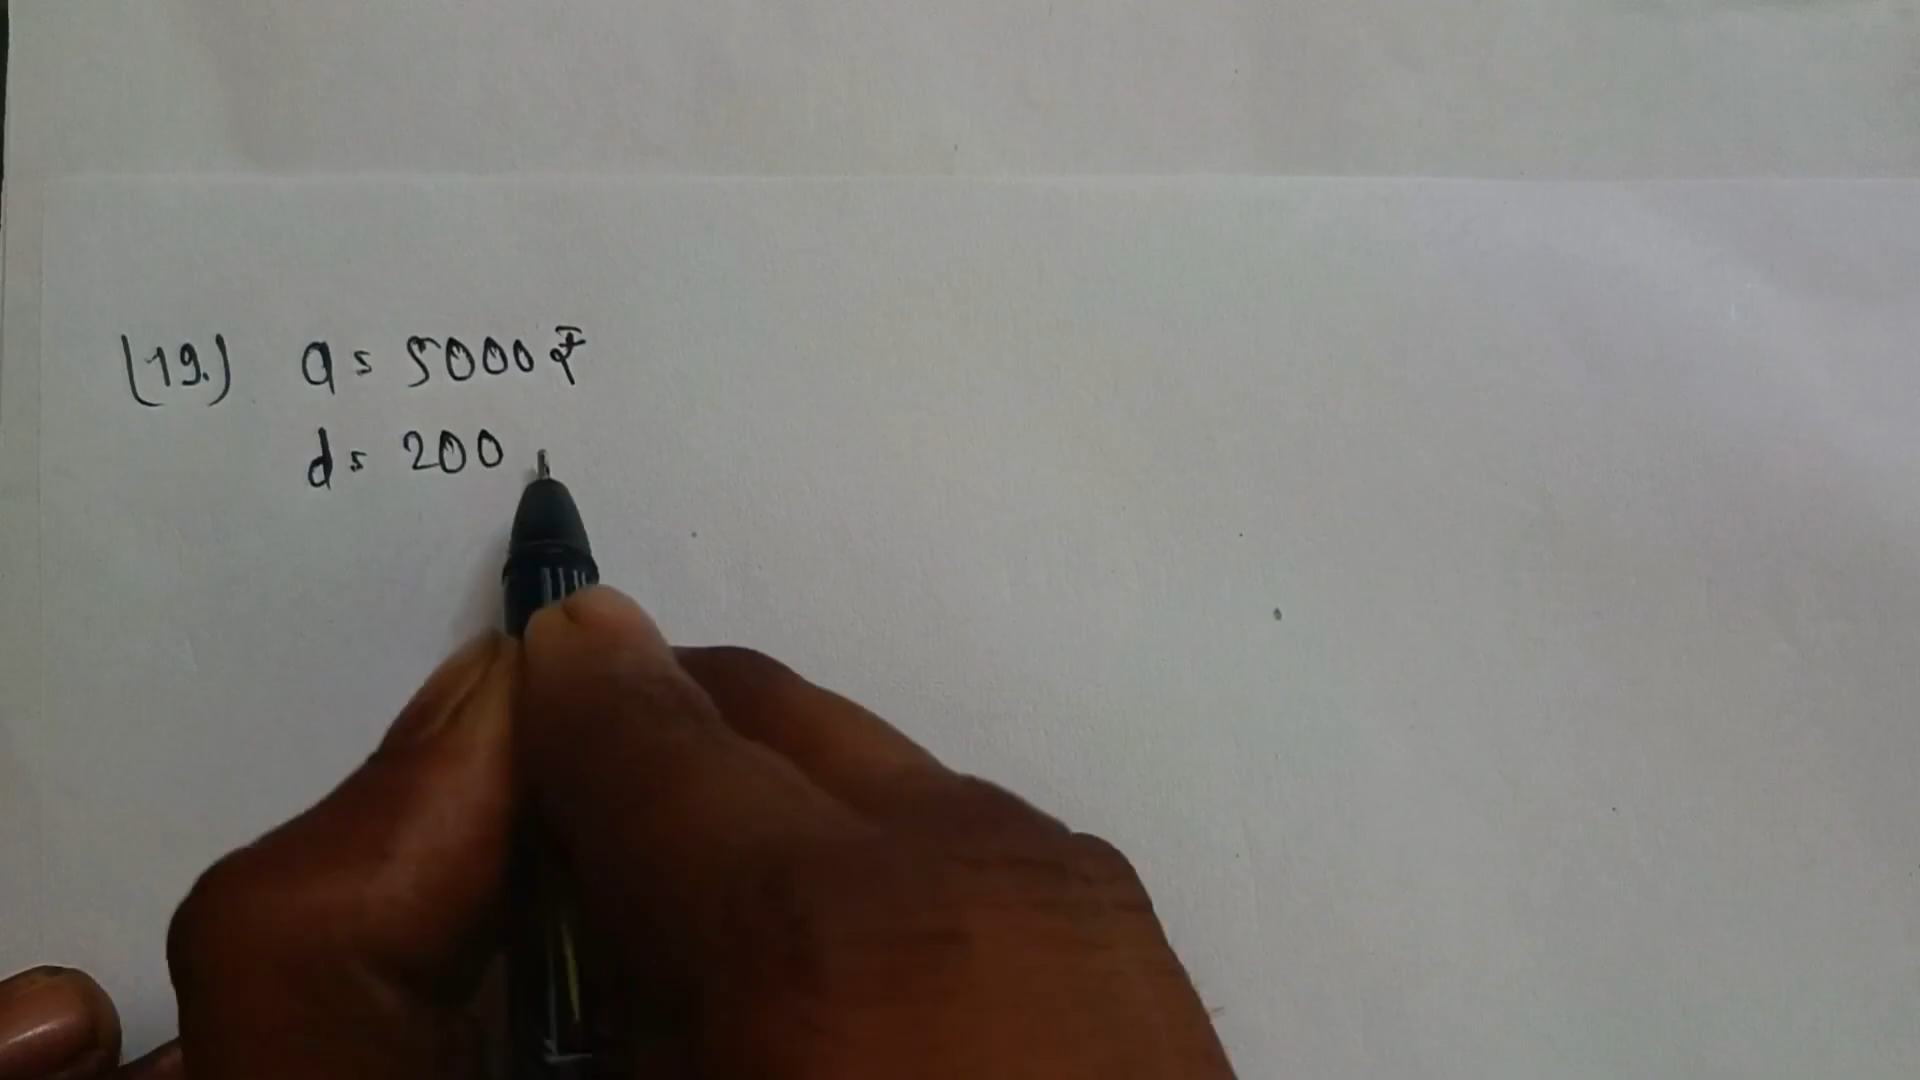 (19.) a = 5000 ₹
d = 200